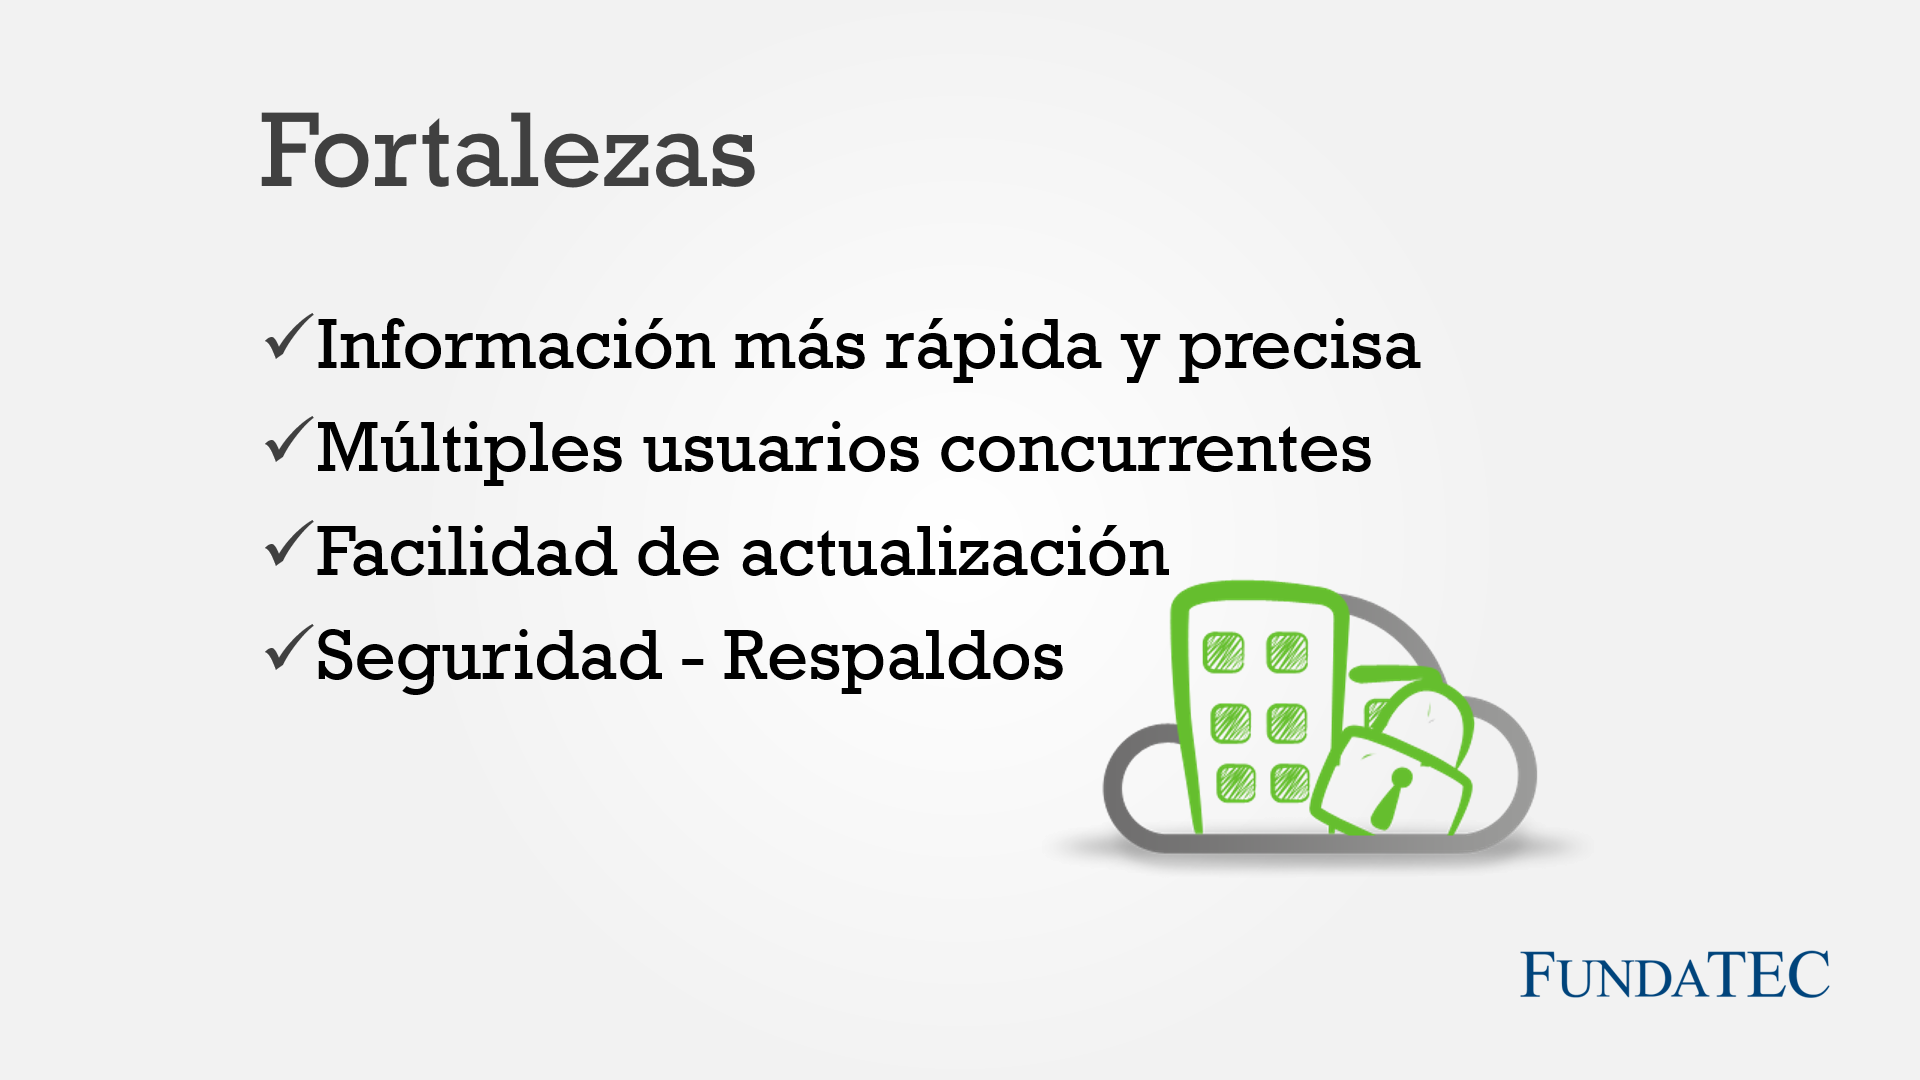 Fortalezas
✓Información más rápida y precisa
✓Múltiples usuarios concurrentes
✓Facilidad de actualización
✓Seguridad - Respaldos
FUNDATEC